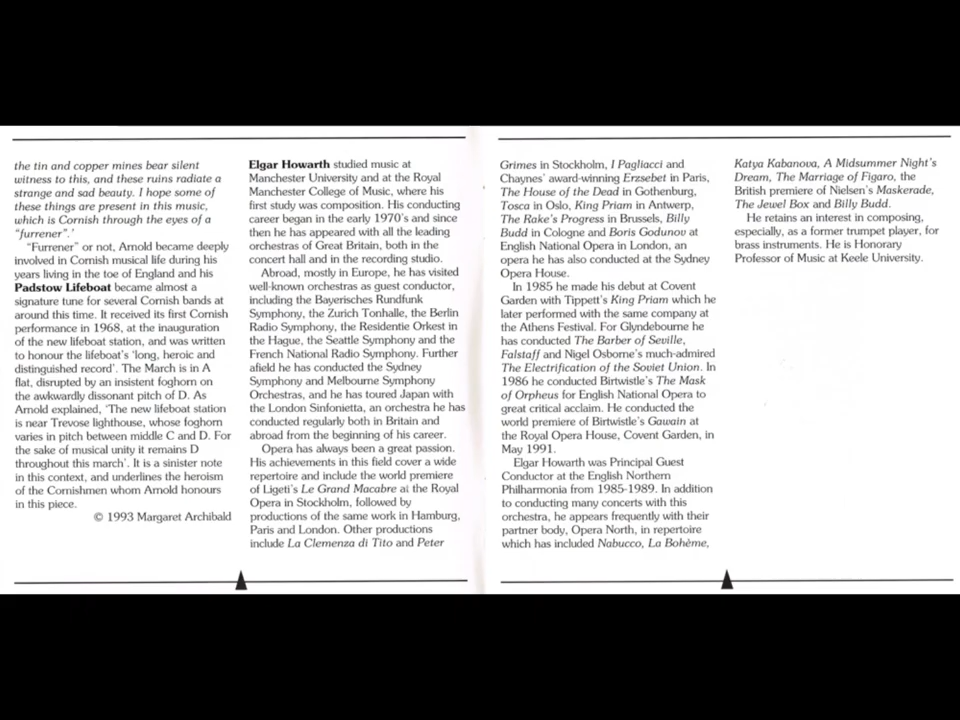 the tin and copper mines bear silent
witness to this, and these ruins radiate a
strange and sad beauty. I hope some of
these things are present in this music,
which is Cornish through the eyes of a
"furrener".'
"Furrener" or not, Arnold became deeply
involved in Cornish musical life during his
years living in the toe of England and his
Padstow Lifeboat became almost a
signature tune for several Cornish bands at
around this time. It received its first Cornish
performance in 1968, at the inauguration
of the new lifeboat station, and was written
to honour the lifeboat's 'long, heroic and
distinguished record'. The March is in A
flat, disrupted by an insistent foghorn on
the awkwardly dissonant pitch of D. As
Arnold explained, 'The new lifeboat station
is near Trevose lighthouse, whose foghorn
varies in pitch between middle C and D. For
the sake of musical unity it remains D
throughout this march'. It is a sinister note
in this context, and underlines the heroism
of the Cornishmen whom Arnold honours
in this piece.
© 1993 Margaret Archibald
Elgar Howarth studied music at
Manchester University and at the Royal
Manchester College of Music, where his
first study was composition. His conducting
career began in the early 1970's and since
then he has appeared with all the leading
orchestras of Great Britain, both in the
concert hall and in the recording studio.
Abroad, mostly in Europe, he has visited
well-known orchestras as guest conductor,
including the Bayerisches Rundfunk
Symphony, the Zurich Tonhalle, the Berlin
Radio Symphony, the Residentie Orkest in
the Hague, the Seattle Symphony and the
French National Radio Symphony. Further
afield he has conducted the Sydney
Symphony and Melbourne Symphony
Orchestras, and he has toured Japan with
the London Sinfonietta, an orchestra he has
conducted regularly both in Britain and
abroad from the beginning of his career.
Opera has always been a great passion.
His achievements in this field cover a wide
repertoire and include the world premiere
of Ligeti's Le Grand Macabre at the Royal
Opera in Stockholm, followed by
productions of the same work in Hamburg,
Paris and London. Other productions
include La Clemenza di Tito and Peter
Grimes in Stockholm, I Pagliacci and
Chaynes' award-winning Erzsebet in Paris,
The House of the Dead in Gothenburg,
Tosca in Oslo, King Priam in Antwerp,
The Rake's Progress in Brussels, Billy
Budd in Cologne and Boris Godunov at
English National Opera in London, an
opera he has also conducted at the Sydney
Opera House.
In 1985 he made his debut at Covent
Garden with Tippett's King Priam which he
later performed with the same company at
the Athens Festival. For Glyndebourne he
has conducted The Barber of Seville,
Falstaff and Nigel Osborne's much-admired
The Electrification of the Soviet Union. In
1986 he conducted Birtwistle's The Mask
of Orpheus for English National Opera to
great critical acclaim. He conducted the
world premiere of Birtwistle's Gawain at
the Royal Opera House, Covent Garden, in
May 1991.
Elgar Howarth was Principal Guest
Conductor at the English Northern
Philharmonia from 1985-1989. In addition
to conducting many concerts with this
orchestra, he appears frequently with their
partner body, Opera North, in repertoire
which has included Nabucco, La Bohème,
Katya Kabanova, A Midsummer Night's
Dream, The Marriage of Figaro, the
British premiere of Nielsen's Maskerade,
The Jewel Box and Billy Budd.
He retains an interest in composing,
especially, as a former trumpet player, for
brass instruments. He is Honorary
Professor of Music at Keele University.